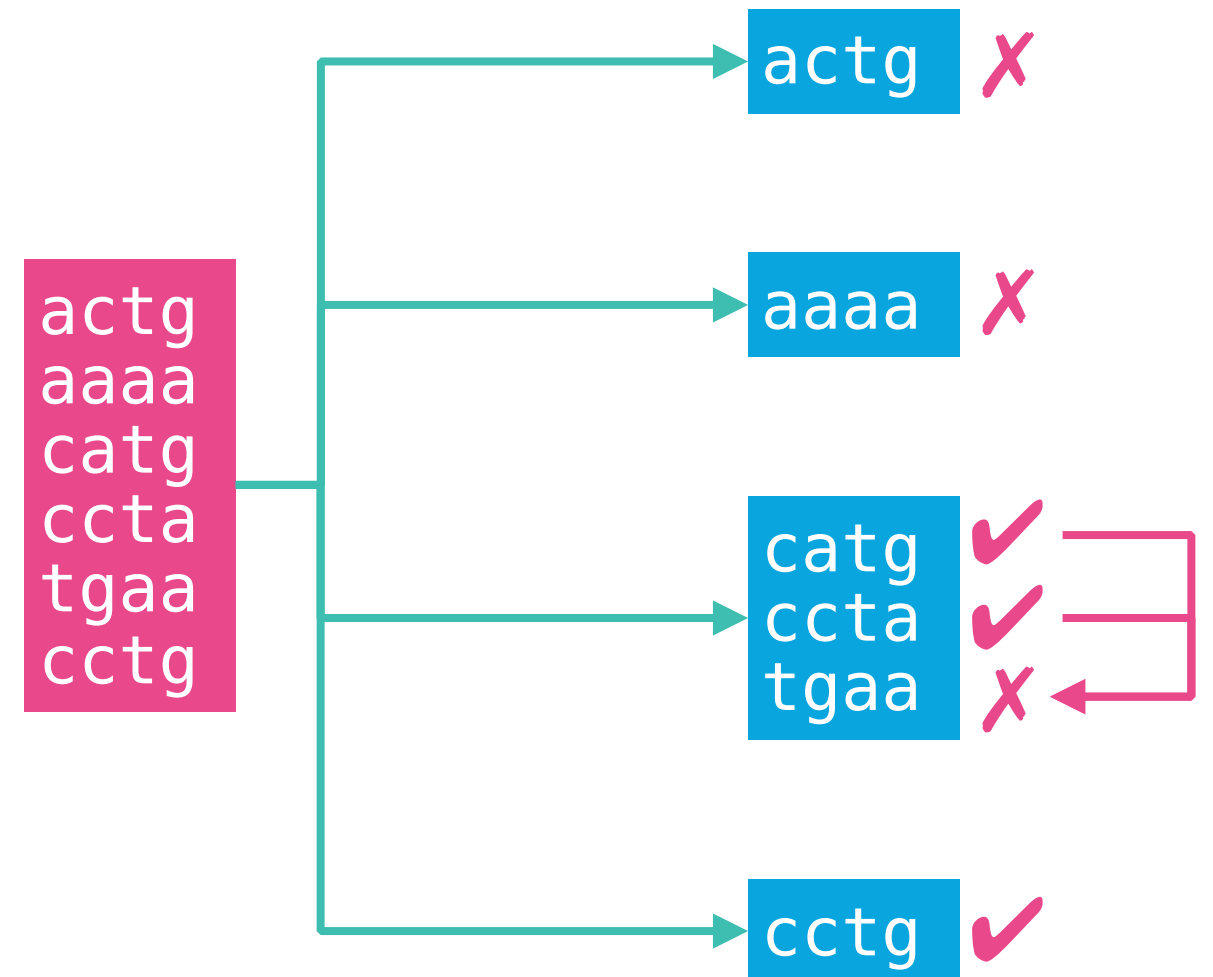 actg
aaaa
catg
ccta
tgaa
cctg
actg ✗
aaaa ✗
catg ✔
ccta ✔
tgaa ✗
cctg ✔